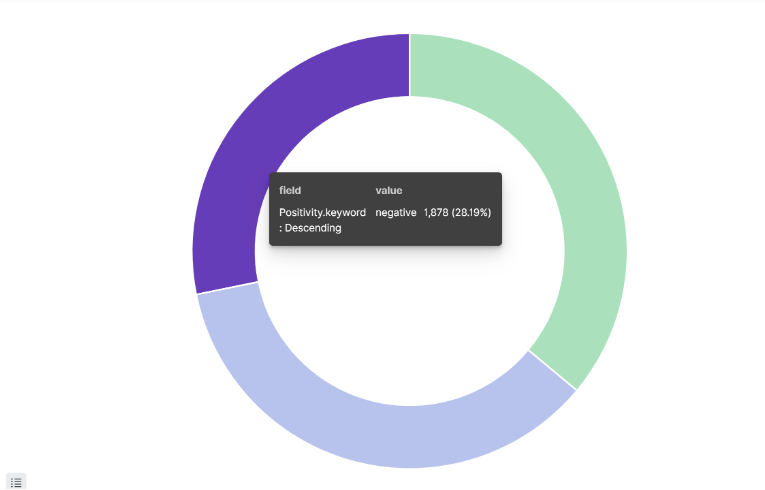 field value
Positivity.keyword negative 1,878 (28.19%)
: Descending